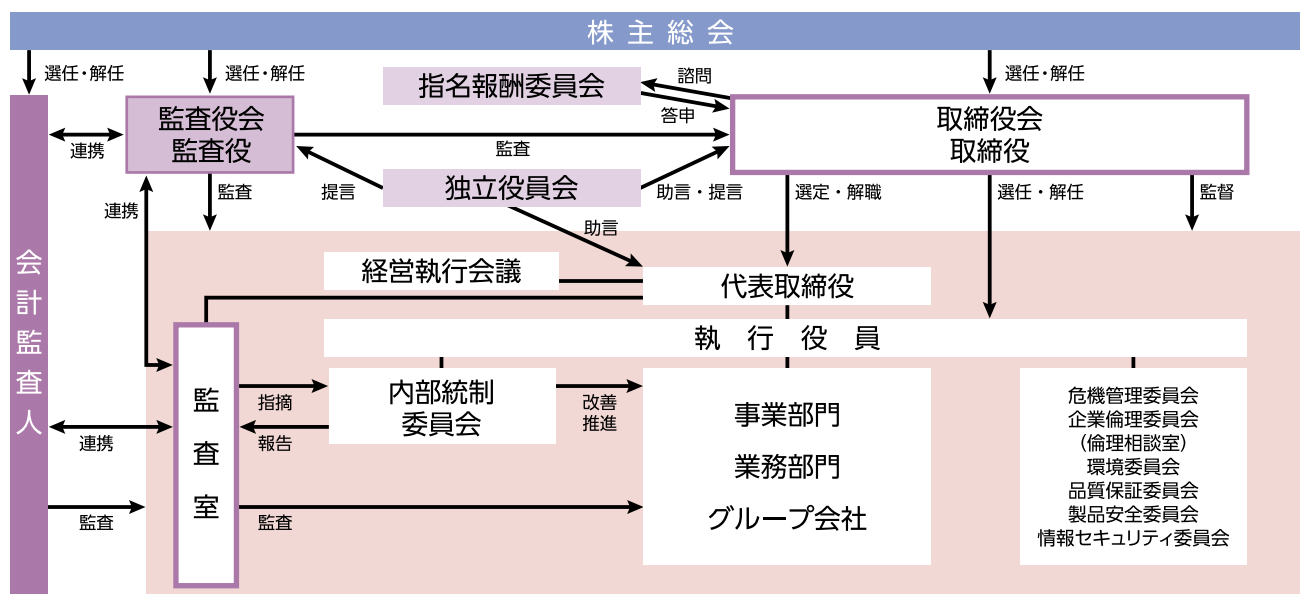 株主総会
選任・解任
選任・解任
選任・解任
指名報酬委員会
諮問
答申
監査役会
監査役
取締役会
取締役
連携
監査
独立役員会
提言
助言・提言
監査
連携
選定・解職
選任・解任
監督
助言
会計監査人
経営執行会議
代表取締役
執行役員
監査室
指摘
報告
内部統制
委員会
改善
推進
事業部門
業務部門
グループ会社
危機管理委員会
企業倫理委員会
（倫理相談室）
環境委員会
品質保証委員会
製品安全委員会
情報セキュリティ委員会
連携
監査
監査